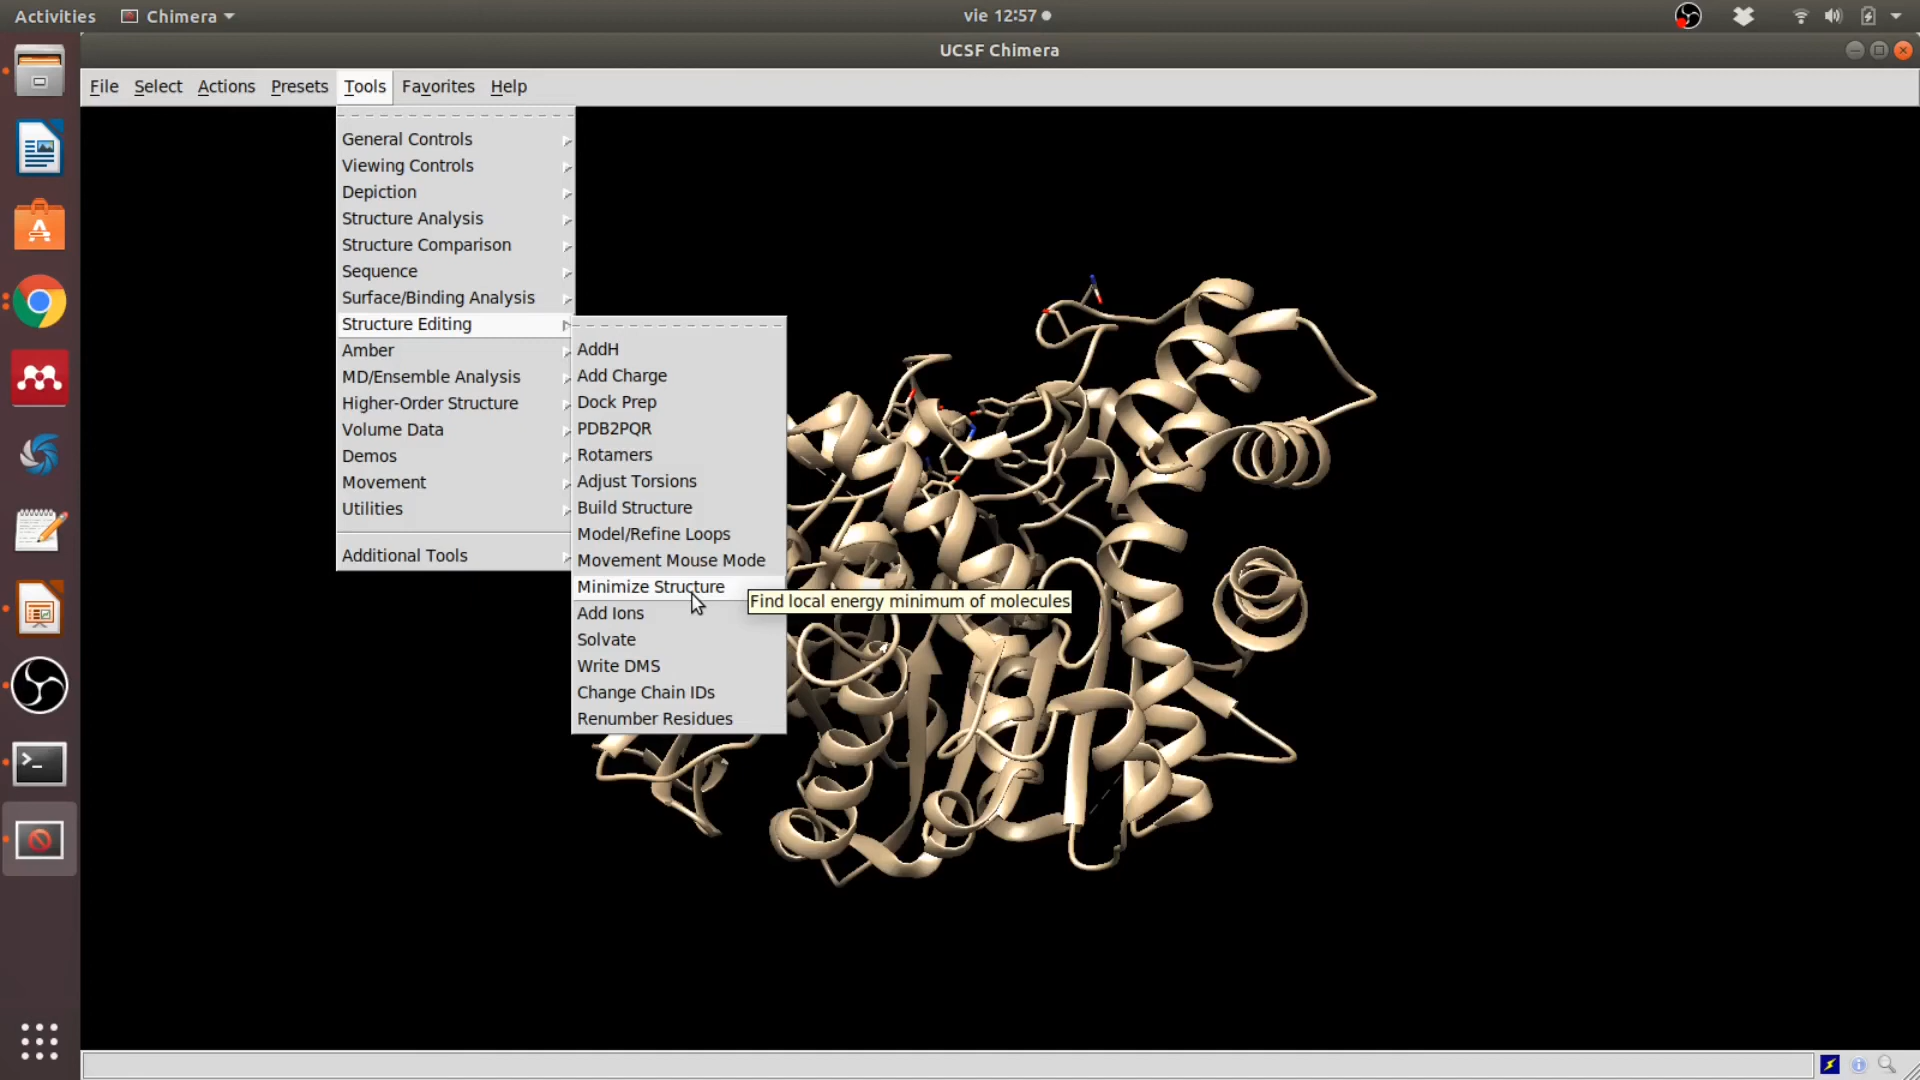 Activities Chimera vie 12:57
UCSF Chimera
File Select Actions Presets Tools Favorites Help
General Controls
Viewing Controls
Depiction
Structure Analysis
Structure Comparison
Sequence
Surface/Binding Analysis
Structure Editing
Amber
MD/Ensemble Analysis
Higher-Order Structure
Volume Data
Demos
Movement
Utilities
Additional Tools
AddH
Add Charge
Dock Prep
PDB2PQR
Rotamers
Adjust Torsions
Build Structure
Model/Refine Loops
Movement Mouse Mode
Minimize Structure
Find local energy minimum of molecules
Add Ions
Solvate
Write DMS
Change Chain IDs
Renumber Residues